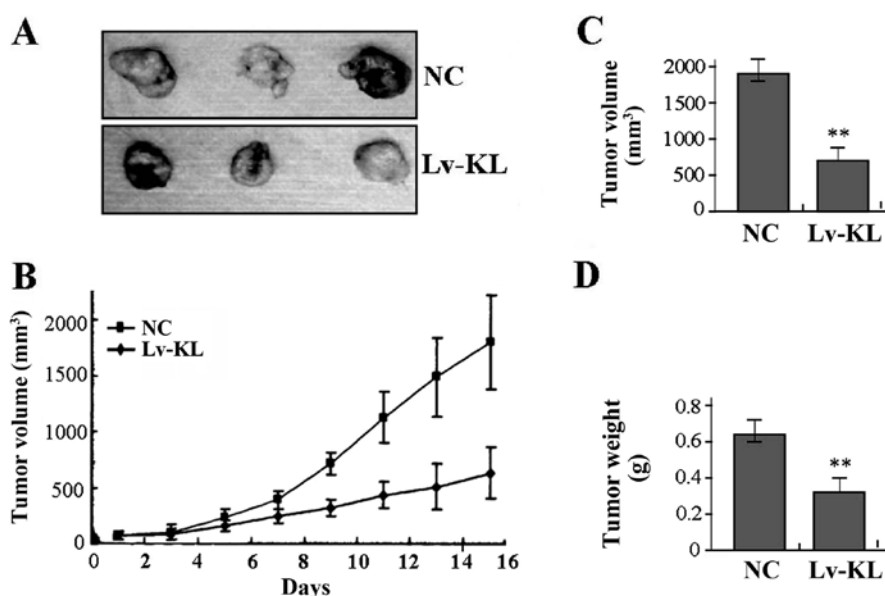 A
NC
Lv-KL
B
Tumor volume (mm³)
2000
1500
1000
500
0
NC
Lv-KL
0 2 4 6 8 10 12 14 16
Days
C
Tumor volume
(mm³)
2000
1500
1000
500
0
**
NC Lv-KL
D
Tumor weight
(g)
0.8
0.6
0.4
0.2
0
**
NC Lv-KL